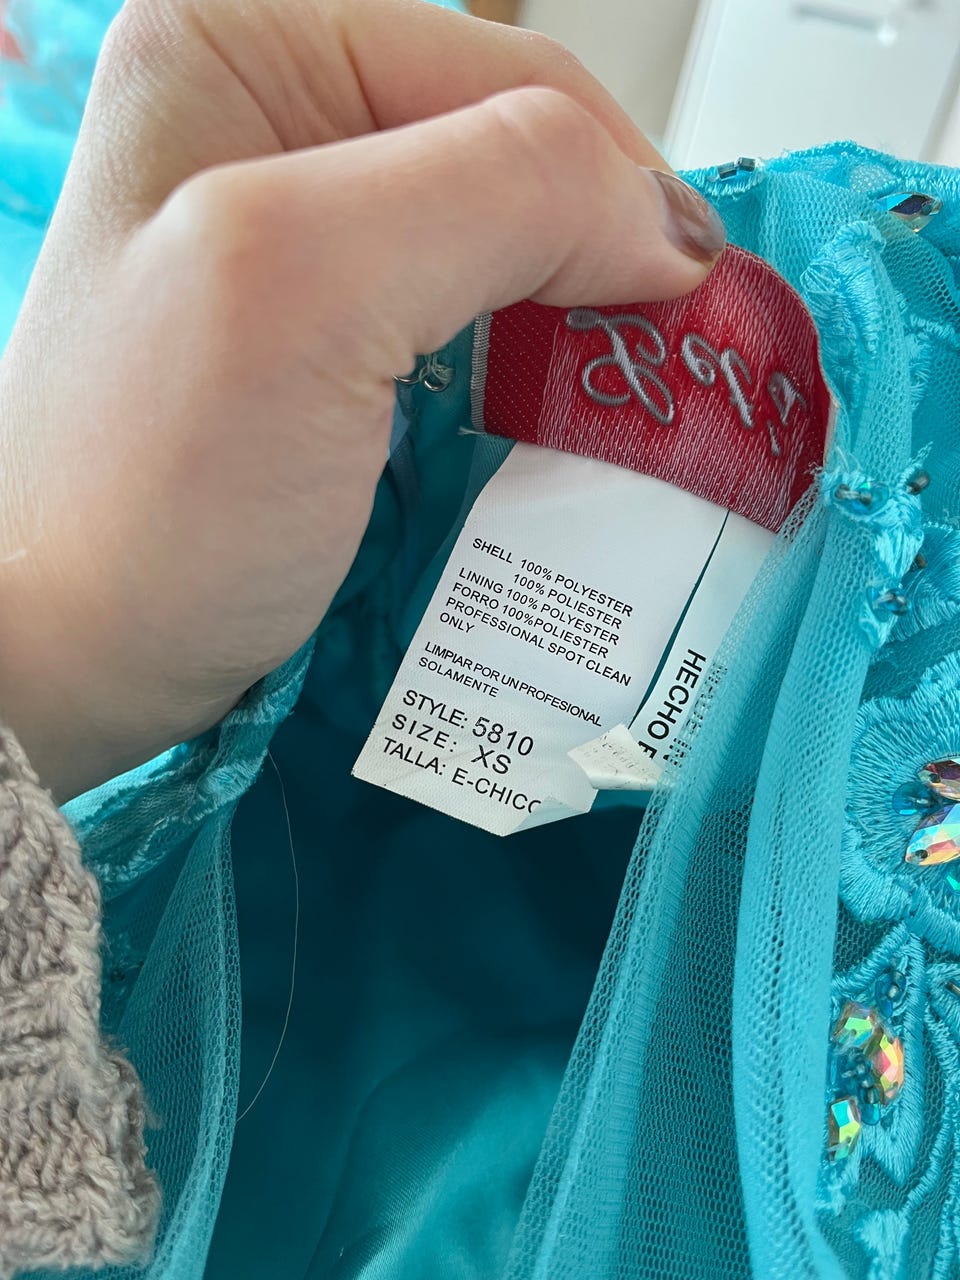 SHELL 100% POLYESTER
100% POLIESTER
LINING 100% POLYESTER
FORRO 100%POLIESTER
PROFESSIONAL SPOT CLEAN
ONLY
LIMPIAR POR UN PROFESIONAL
SOLAMENTE
STYLE: 5810
SIZE: XS
TALLA: E-CHICO
HECHO